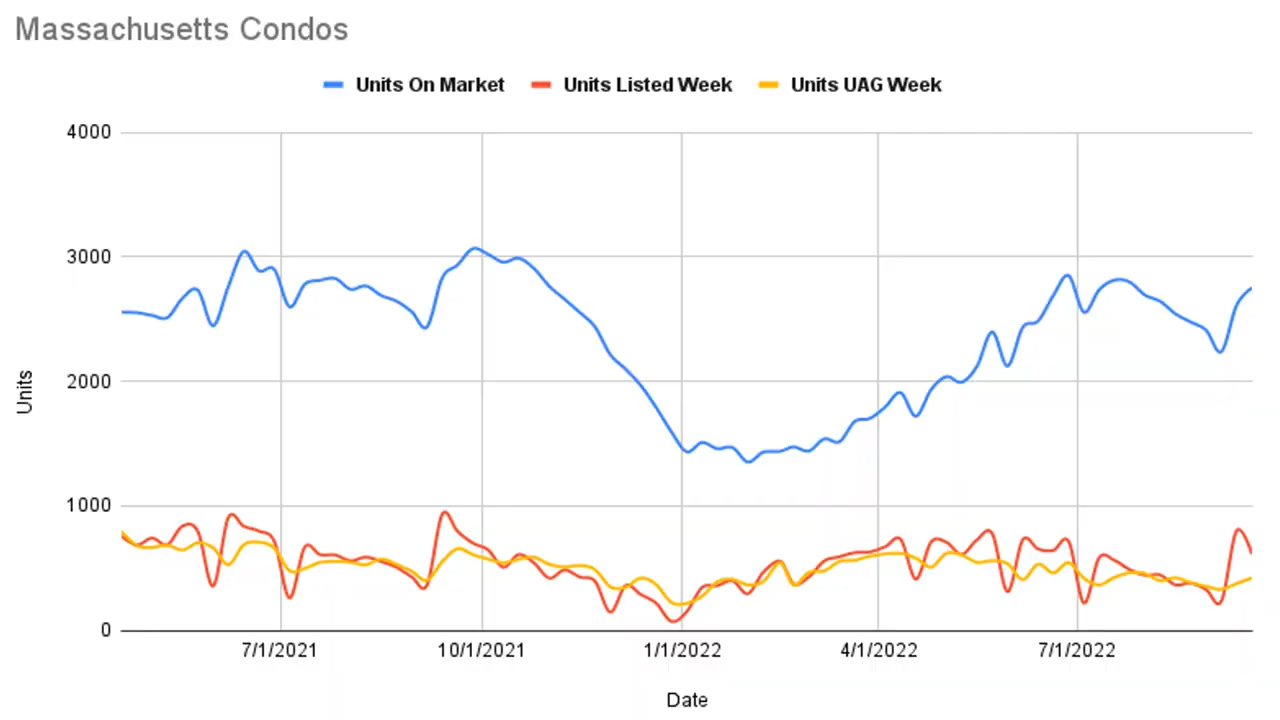 Massachusetts Condos
Units On Market Units Listed Week Units UAG Week
4000
3000
2000
1000
0
Units
7/1/2021 10/1/2021 1/1/2022 4/1/2022 7/1/2022
Date